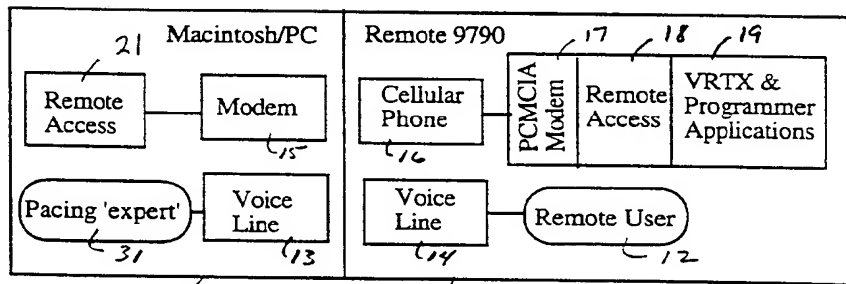 Macintosh/PC
Remote 9790
21
17
18
19
Remote
Access
Modem
15
Cellular
Phone
16
PCMCIA
Modem
Remote
Access
VRTX &
Programmer
Applications
Pacing 'expert'
31
Voice
Line
13
Voice
Line
14
Remote User
12